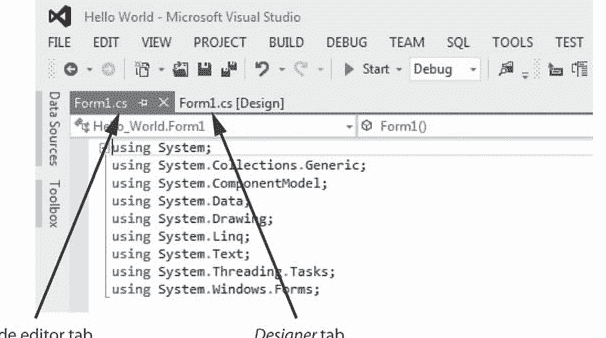 Hello World - Microsoft Visual Studio
FILE EDIT VIEW PROJECT BUILD DEBUG TEAM SQL TOOLS TEST
Start Debug
Form1.cs Form1.cs [Design]
Hello_World.Form1 Form1()
Data Sources
Toolbox
using System;
using System.Collections.Generic;
using System.ComponentModel;
using System.Data;
using System.Drawing;
using System.Linq;
using System.Text;
using System.Threading.Tasks;
using System.Windows.Forms;
de editor tab Designer tab